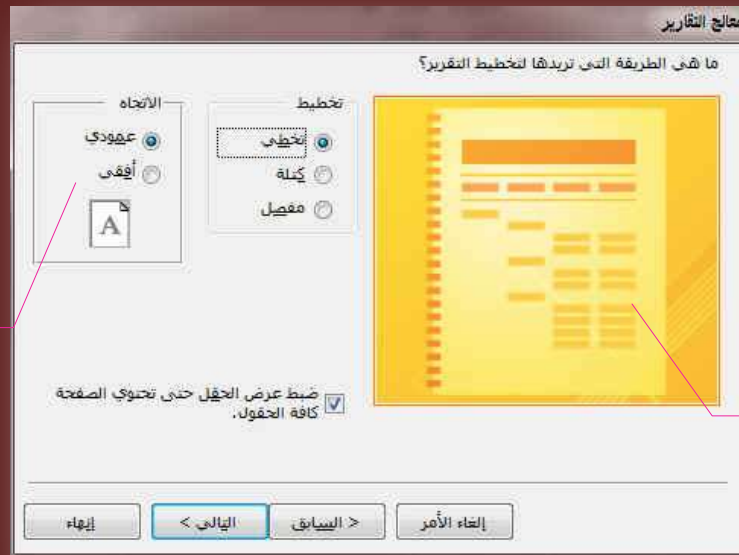 معالج التقارير
ما هي الطريقة التي تريدها لتخطيط التقرير؟
تخطيط
تخطي
كتلة
مفصل
الاتجاه
عمودي
أفقي
A
ضبط عرض الحقل حتى تحتوي الصفحة
كافة الحقول.
إلغاء الأمر
< السابق
التالي >
إنهاء